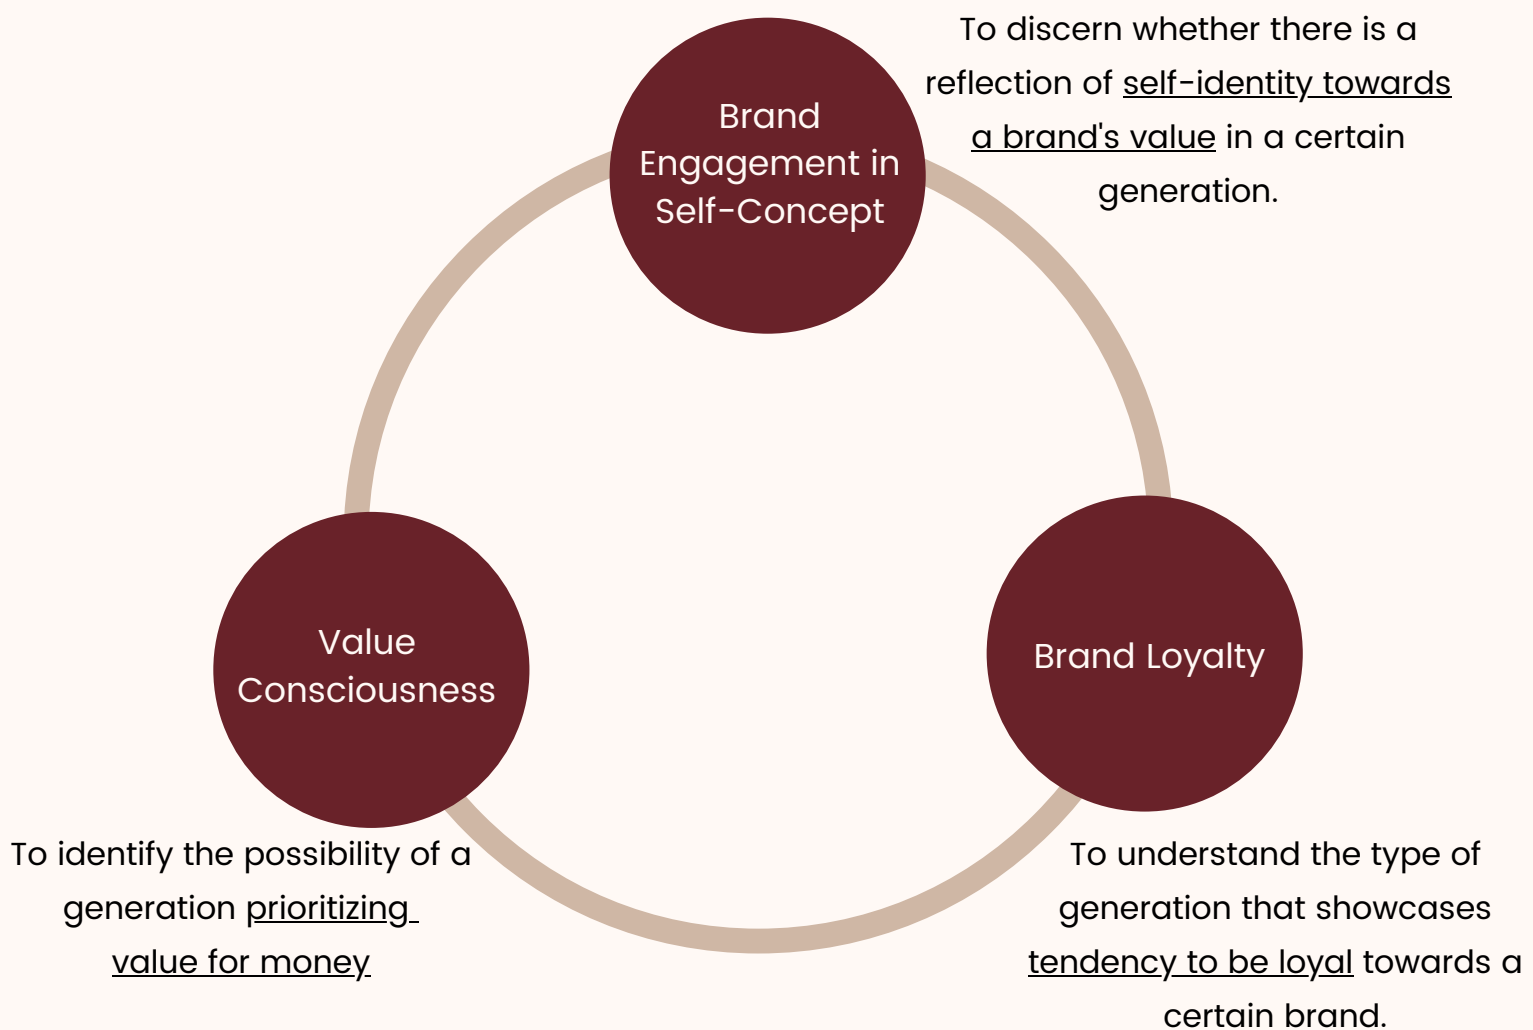 Brand
Engagement in
Self-Concept
To discern whether there is a
reflection of self-identity towards
a brand's value in a certain
generation.
Value
Consciousness
To identify the possibility of a
generation prioritizing
value for money
Brand Loyalty
To understand the type of
generation that showcases
tendency to be loyal towards a
certain brand.